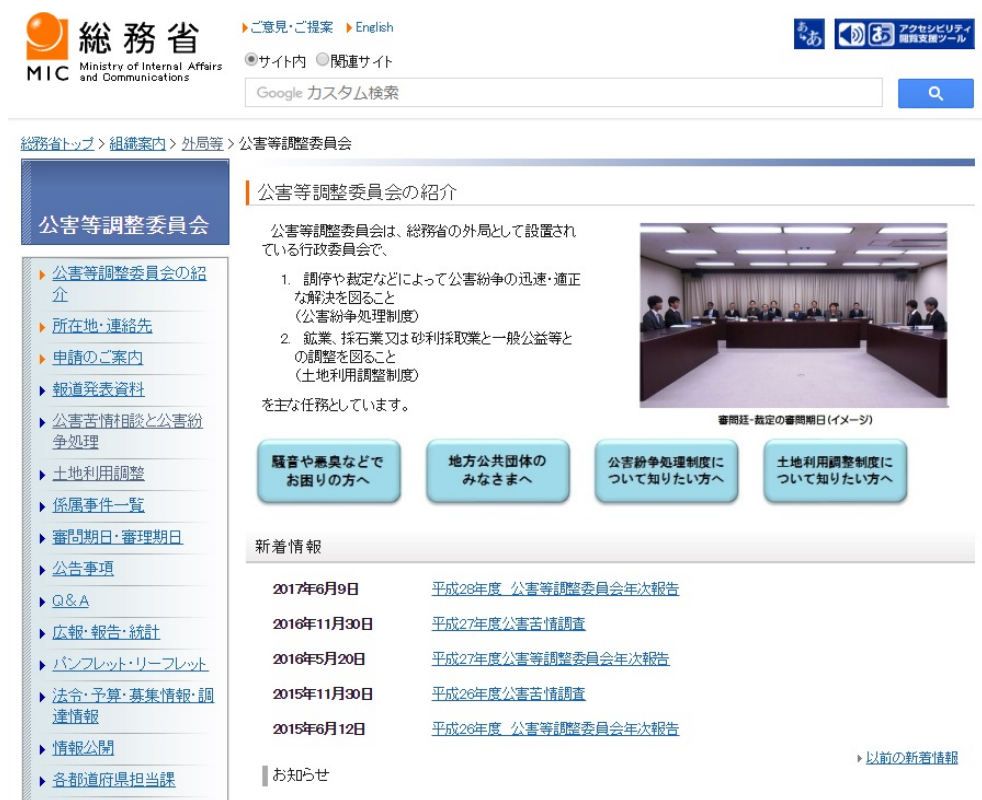 総務省
MIC Ministry of Internal Affairs
and Communications
ご意見・ご提案 English
サイト内 関連サイト
Google カスタム検索
ああ
あ アクセシビリティ
閲覧支援ツール
総務省トップ > 組織案内 > 外局等 > 公害等調整委員会
公害等調整委員会
公害等調整委員会の紹
介
所在地・連絡先
申請のご案内
報道発表資料
公害苦情相談と公害紛
争処理
土地利用調整
係属事件一覧
審問期日・審理期日
公告事項
Q&A
広報・報告・統計
パンフレット・リーフレット
法令・予算・募集情報・調
達情報
情報公開
各都道府県担当課
公害等調整委員会の紹介
公害等調整委員会は、総務省の外局として設置され
ている行政委員会で、
1. 調停や裁定などによって公害紛争の迅速・適正
な解決を図ること
（公害紛争処理制度）
2. 鉱業、採石業又は砂利採取業と一般公益等と
の調整を図ること
（土地利用調整制度）
を主な任務としています。
審問廷-裁定の審問期日（イメージ）
騒音や悪臭などで
お困りの方へ
地方公共団体の
みなさまへ
公害紛争処理制度に
ついて知りたい方へ
土地利用調整制度に
ついて知りたい方へ
新着情報
2017年6月9日 平成28年度 公害等調整委員会年次報告
2016年11月30日 平成27年度公害苦情調査
2016年5月20日 平成27年度公害等調整委員会年次報告
2015年11月30日 平成26年度公害苦情調査
2015年6月12日 平成26年度 公害等調整委員会年次報告
以前の新着情報
お知らせ